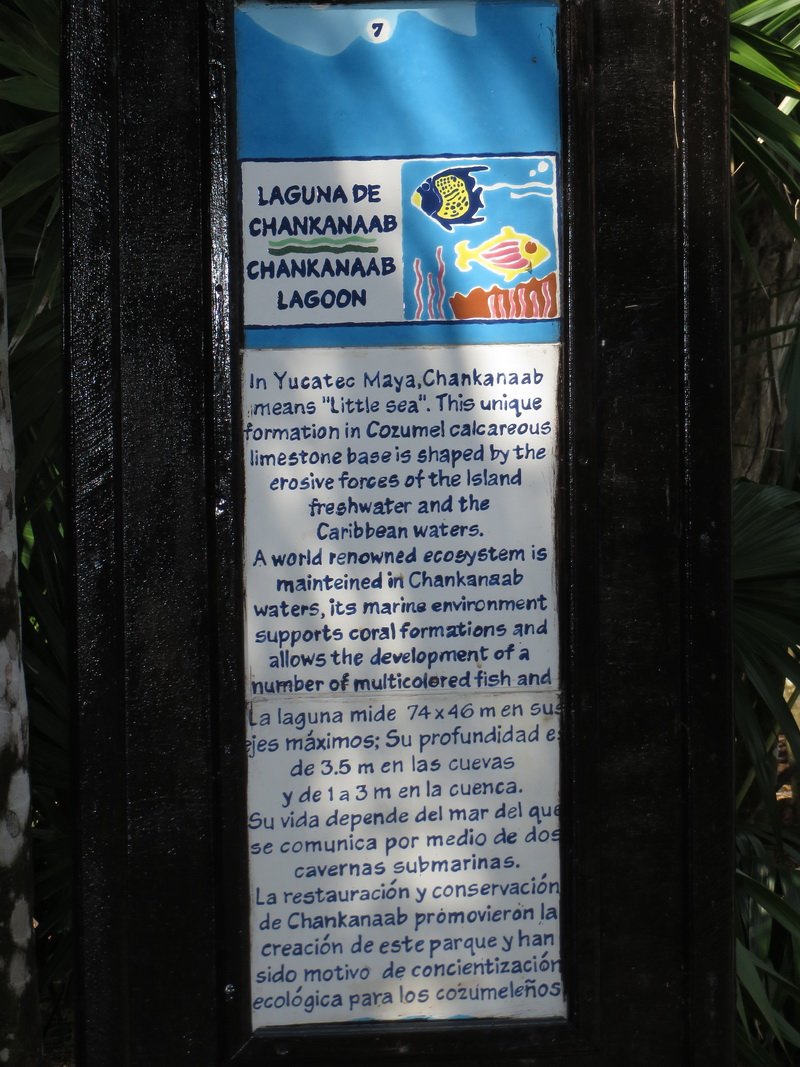 7
LAGUNA DE
CHANKANAAB
CHANKANAAB
LAGOON
In Yucatec Maya, Chankanaab
means "little sea". This unique
formation in Cozumel calcareous
limestone base is shaped by the
erosive forces of the Island
freshwater and the
Caribbean waters.
A world renowned ecosystem is
mainteined in Chankanaab
waters, its marine environment
supports coral formations and
allows the development of a
number of multicolored fish and
La laguna mide 74 x 46 m en sus
ejes máximos; Su profundidad es
de 3.5 m en las cuevas
y de 1 a 3 m en la cuenca.
Su vida depende del mar del que
se comunica por medio de dos
cavernas submarinas.
La restauración y conservación
de Chankanaab promovieron la
creación de este parque y han
sido motivo de concientización
ecológica para los cozumeleños